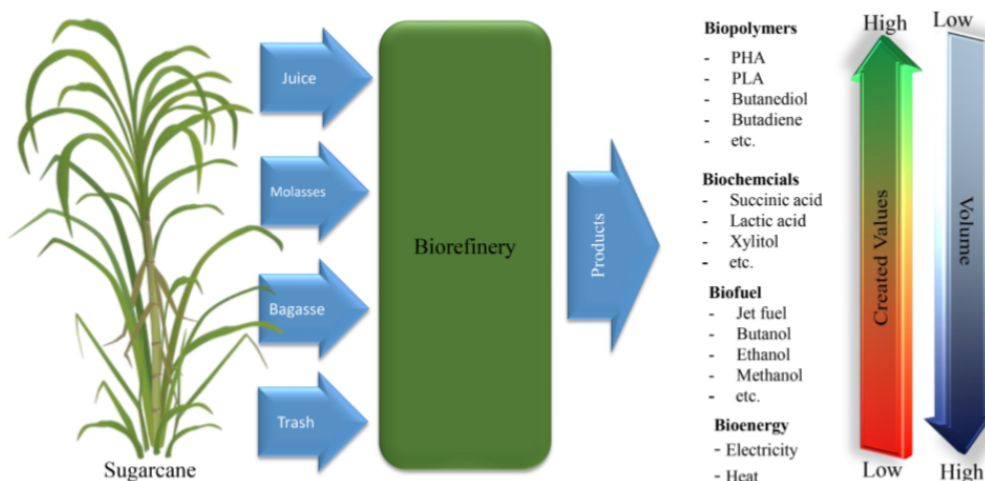 Juice
Molasses
Bagasse
Trash
Sugarcane
Biorefinery
Products
Biopolymers
- PHA
- PLA
- Butanediol
- Butadiene
- etc.
Biochemcials
- Succinic acid
- Lactic acid
- Xylitol
- etc.
Biofuel
- Jet fuel
- Butanol
- Ethanol
- Methanol
- etc.
Bioenergy
- Electricity
- Heat
High
Created Values
Low
Low
Volume
High